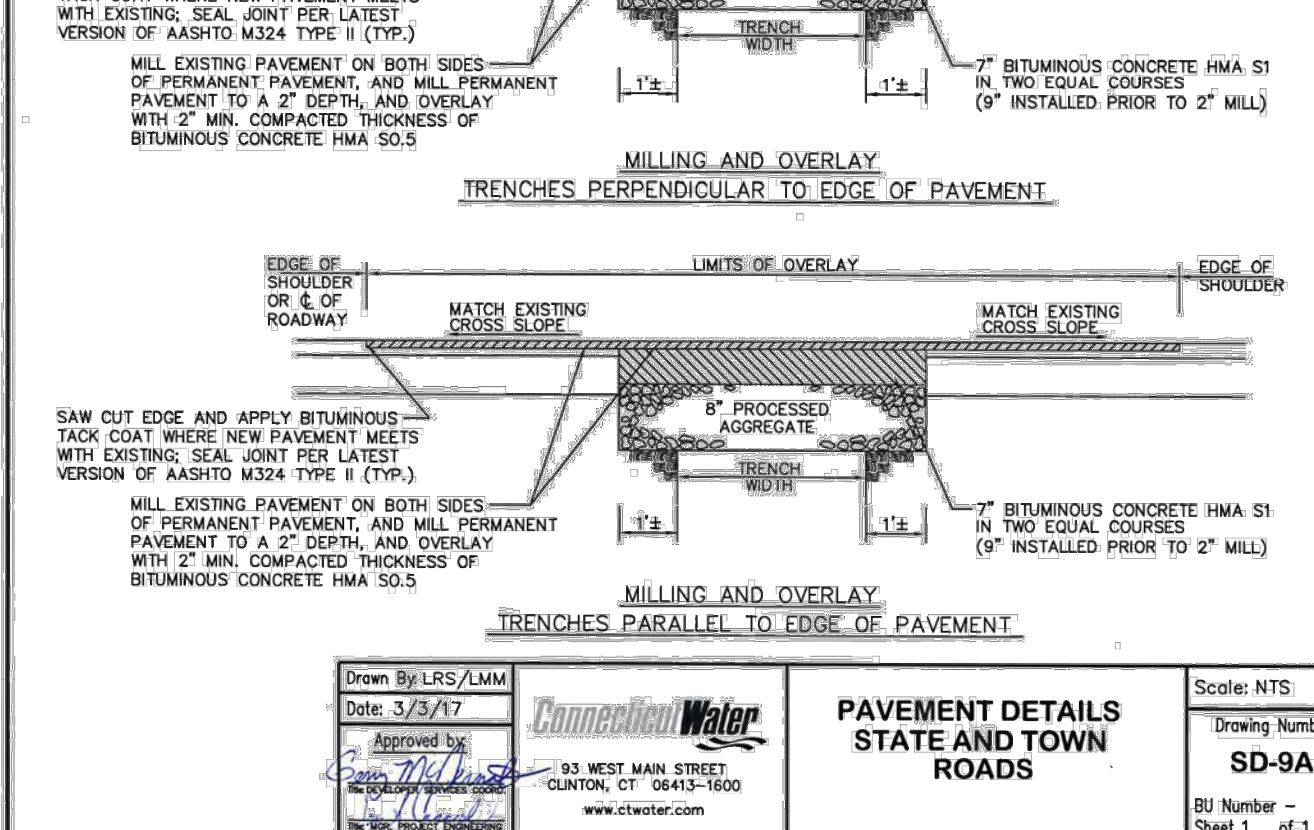 WITH EXISTING; SEAL JOINT PER LATEST
VERSION OF AASHTO M324 TYPE II (TYP.)
MILL EXISTING PAVEMENT ON BOTH SIDES
OF PERMANENT PAVEMENT, AND MILL PERMANENT
PAVEMENT TO A 2" DEPTH, AND OVERLAY
WITH 2" MIN. COMPACTED THICKNESS OF
BITUMINOUS CONCRETE HMA S0.5
TRENCH
WIDTH
1'±
1'±
7" BITUMINOUS CONCRETE HMA S1
IN TWO EQUAL COURSES
(9" INSTALLED PRIOR TO 2" MILL)
MILLING AND OVERLAY
TRENCHES PERPENDICULAR TO EDGE OF PAVEMENT
EDGE OF
SHOULDER
OR ℄ OF
ROADWAY
LIMITS OF OVERLAY
EDGE OF
SHOULDER
MATCH EXISTING
CROSS SLOPE
MATCH EXISTING
CROSS SLOPE
8" PROCESSED
AGGREGATE
SAW CUT EDGE AND APPLY BITUMINOUS
TACK COAT WHERE NEW PAVEMENT MEETS
WITH EXISTING; SEAL JOINT PER LATEST
VERSION OF AASHTO M324 TYPE II (TYP.)
TRENCH
WIDTH
MILL EXISTING PAVEMENT ON BOTH SIDES
OF PERMANENT PAVEMENT, AND MILL PERMANENT
PAVEMENT TO A 2" DEPTH, AND OVERLAY
WITH 2" MIN. COMPACTED THICKNESS OF
BITUMINOUS CONCRETE HMA S0.5
1'±
1'±
7" BITUMINOUS CONCRETE HMA S1
IN TWO EQUAL COURSES
(9" INSTALLED PRIOR TO 2" MILL)
MILLING AND OVERLAY
TRENCHES PARALLEL TO EDGE OF PAVEMENT
Drawn By: LRS/LMM
Date: 3/3/17
Approved by:
Title: DEVELOPER SERVICES COORD.
Title: MGR. PROJECT ENGINEERING
Connecticut Water
93 WEST MAIN STREET
CLINTON, CT 06413-1600
www.ctwater.com
PAVEMENT DETAILS
STATE AND TOWN
ROADS
Scale: NTS
Drawing
SD-9A
BU Number -
Sheet 1 of 1